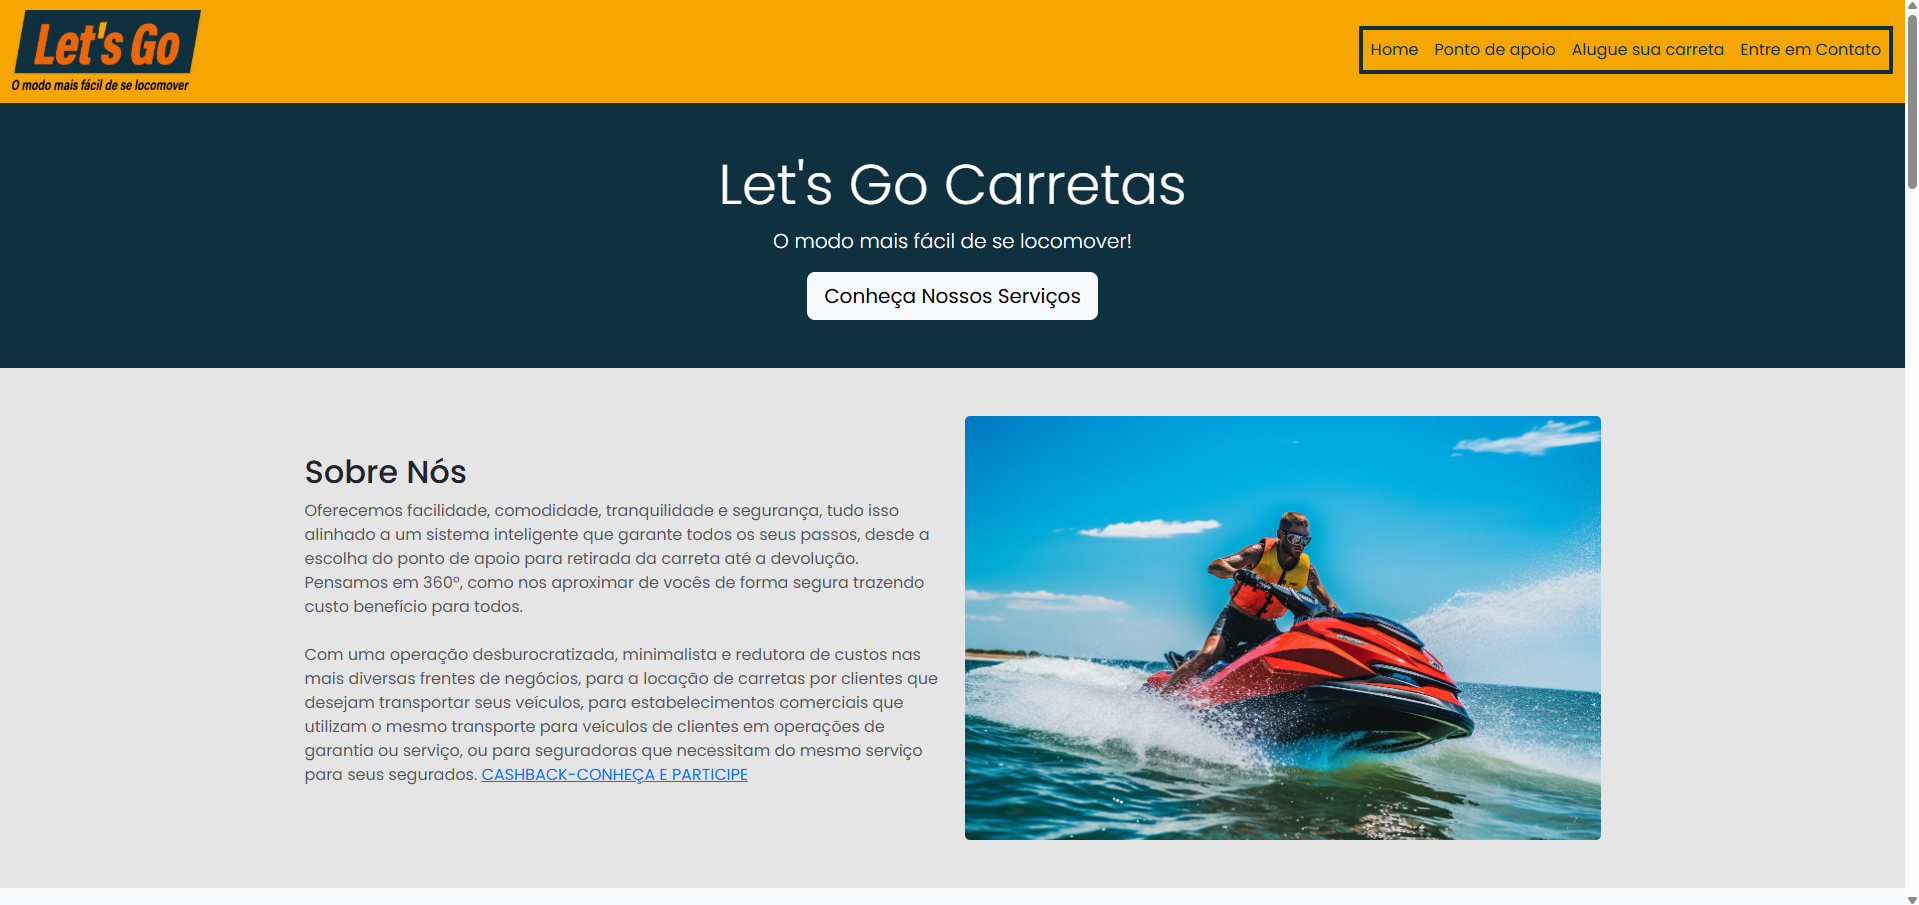 Let's Go
O modo mais fácil de se locomover
Home Ponto de apoio Alugue sua carreta Entre em Contato
Let's Go Carretas
O modo mais fácil de se locomover!
Conheça Nossos Serviços
Sobre Nós
Oferecemos facilidade, comodidade, tranquilidade e segurança, tudo isso
alinhado a um sistema inteligente que garante todos os seus passos, desde a
escolha do ponto de apoio para retirada da carreta até a devolução.
Pensamos em 360º, como nos aproximar de vocês de forma segura trazendo
custo benefício para todos.
Com uma operação desburocratizada, minimalista e redutora de custos nas
mais diversas frentes de negócios, para a locação de carretas por clientes que
desejam transportar seus veículos, para estabelecimentos comerciais que
utilizam o mesmo transporte para veículos de clientes em operações de
garantia ou serviço, ou para seguradoras que necessitam do mesmo serviço
para seus segurados. CASHBACK-CONHEÇA E PARTICIPE